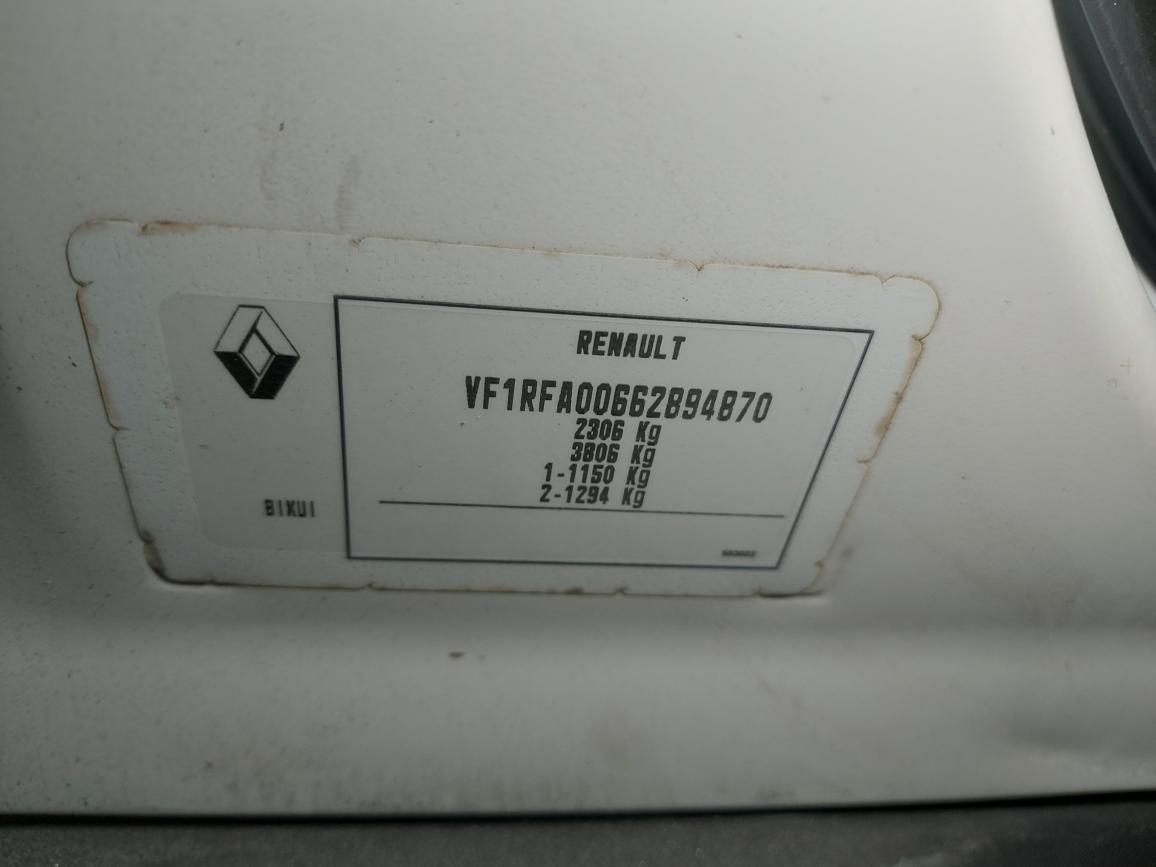 RENAULT
VF1RFA00662894870
2306 Kg
3806 Kg
1-1150 Kg
2-1294 Kg
BIKUI